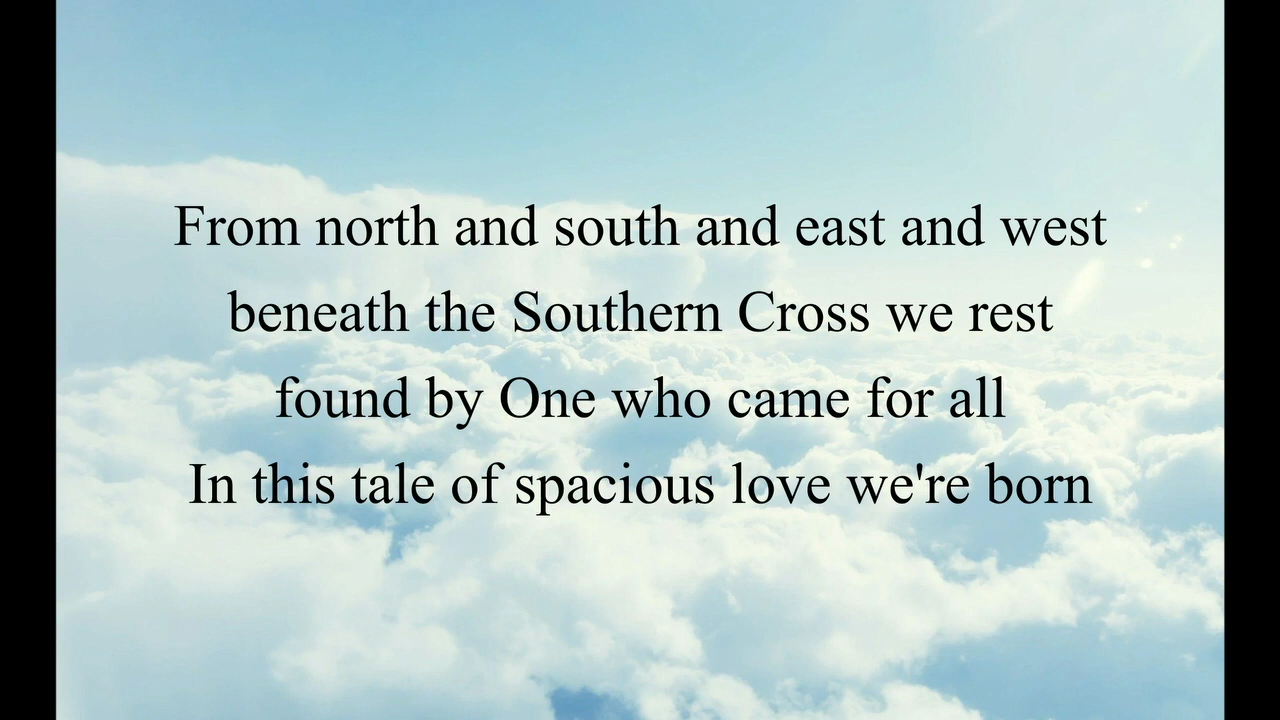 From north and south and east and west
beneath the Southern Cross we rest
found by One who came for all
In this tale of spacious love we're born